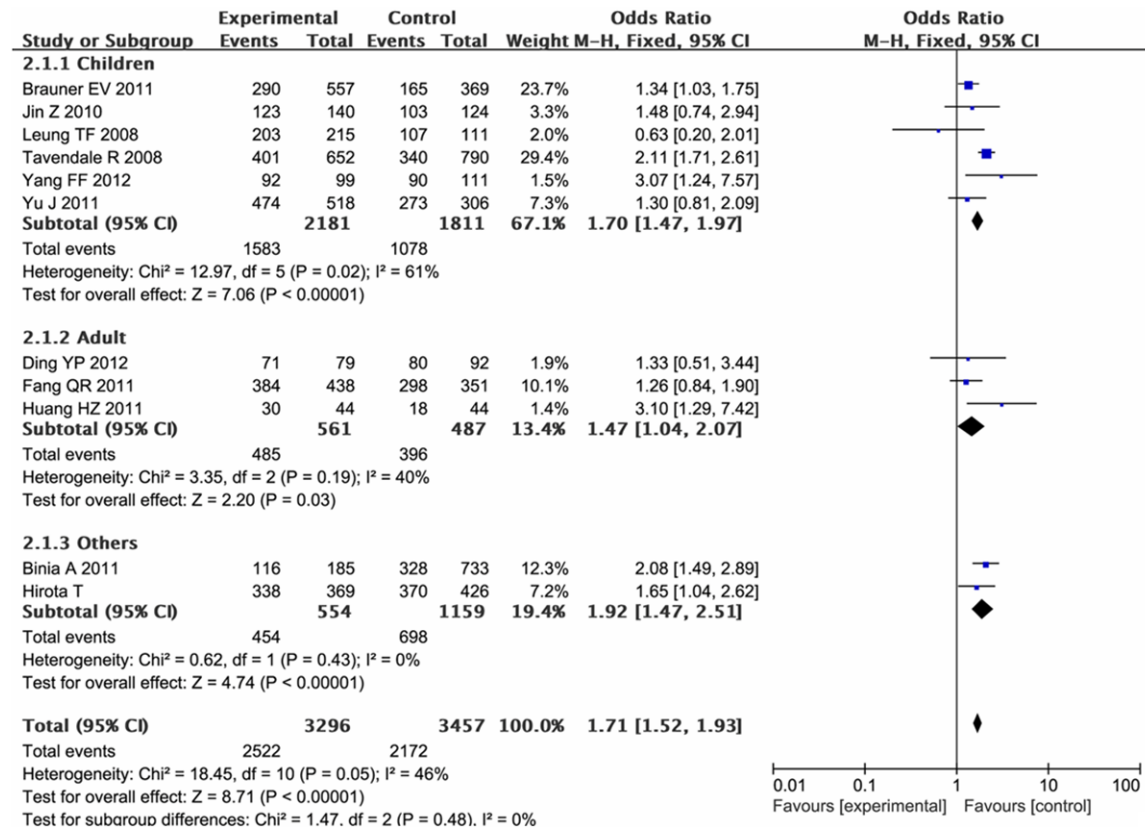 Experimental Control Odds Ratio Odds Ratio
Study or Subgroup Events Total Events Total Weight M-H, Fixed, 95% CI M-H, Fixed, 95% CI
2.1.1 Children
Brauner EV 2011 290 557 165 369 23.7% 1.34 [1.03, 1.75]
Jin Z 2010 123 140 103 124 3.3% 1.48 [0.74, 2.94]
Leung TF 2008 203 215 107 111 2.0% 0.63 [0.20, 2.01]
Tavendale R 2008 401 652 340 790 29.4% 2.11 [1.71, 2.61]
Yang FF 2012 92 99 90 111 1.5% 3.07 [1.24, 7.57]
Yu J 2011 474 518 273 306 7.3% 1.30 [0.81, 2.09]
Subtotal (95% CI) 2181 1811 67.1% 1.70 [1.47, 1.97]
Total events 1583 1078
Heterogeneity: Chi² = 12.97, df = 5 (P = 0.02); I² = 61%
Test for overall effect: Z = 7.06 (P < 0.00001)
2.1.2 Adult
Ding YP 2012 71 79 80 92 1.9% 1.33 [0.51, 3.44]
Fang QR 2011 384 438 298 351 10.1% 1.26 [0.84, 1.90]
Huang HZ 2011 30 44 18 44 1.4% 3.10 [1.29, 7.42]
Subtotal (95% CI) 561 487 13.4% 1.47 [1.04, 2.07]
Total events 485 396
Heterogeneity: Chi² = 3.35, df = 2 (P = 0.19); I² = 40%
Test for overall effect: Z = 2.20 (P = 0.03)
2.1.3 Others
Binia A 2011 116 185 328 733 12.3% 2.08 [1.49, 2.89]
Hirota T 338 369 370 426 7.2% 1.65 [1.04, 2.62]
Subtotal (95% CI) 554 1159 19.4% 1.92 [1.47, 2.51]
Total events 454 698
Heterogeneity: Chi² = 0.62, df = 1 (P = 0.43); I² = 0%
Test for overall effect: Z = 4.74 (P < 0.00001)
Total (95% CI) 3296 3457 100.0% 1.71 [1.52, 1.93]
Total events 2522 2172
Heterogeneity: Chi² = 18.45, df = 10 (P = 0.05); I² = 46%
Test for overall effect: Z = 8.71 (P < 0.00001)
Test for subgroup differences: Chi² = 1.47, df = 2 (P = 0.48), I² = 0%
0.01 0.1 1 10 100
Favours [experimental] Favours [control]